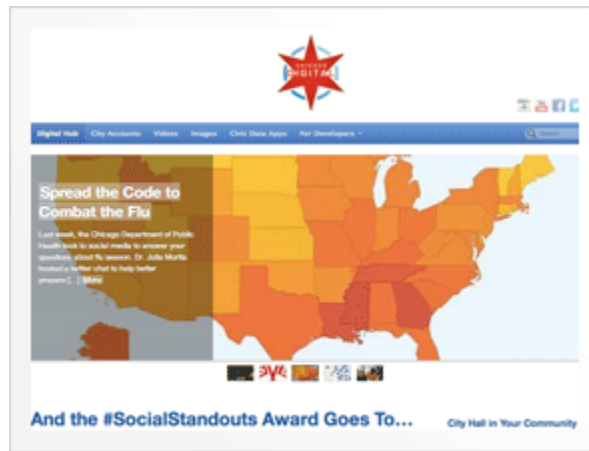 CHICAGO
DIGITAL
Digital Hub City Accounts Videos Images Civic Data Apps For Developers
Search
Spread the Code to
Combat the Flu
Last week, the Chicago Department of Public
Health took to social media to answer your
questions about flu season. Dr. Julie Morita
hosted a twitter chat to help better
prepare [...] More
And the #SocialStandouts Award Goes To...
City Hall in Your Community